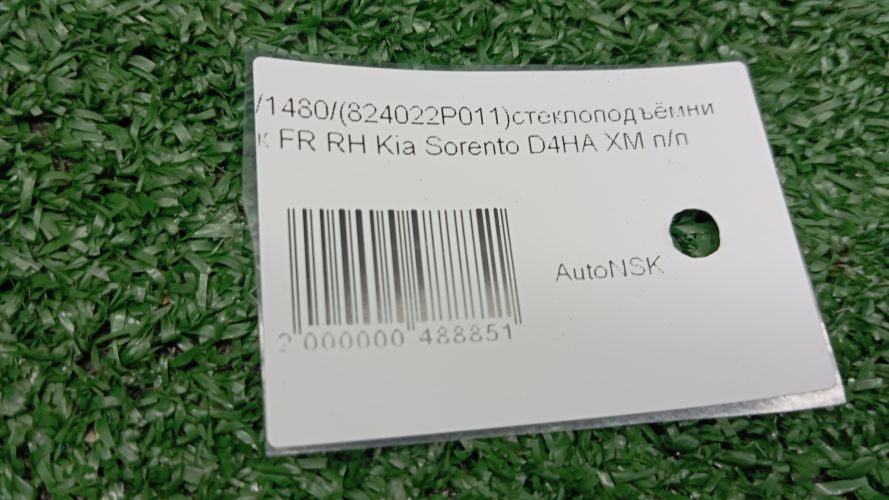 /1480/(824022P011)стеклоподъёмни
к FR RH Kia Sorento D4HA XM п/п
AutoNSK
2 000000 488851